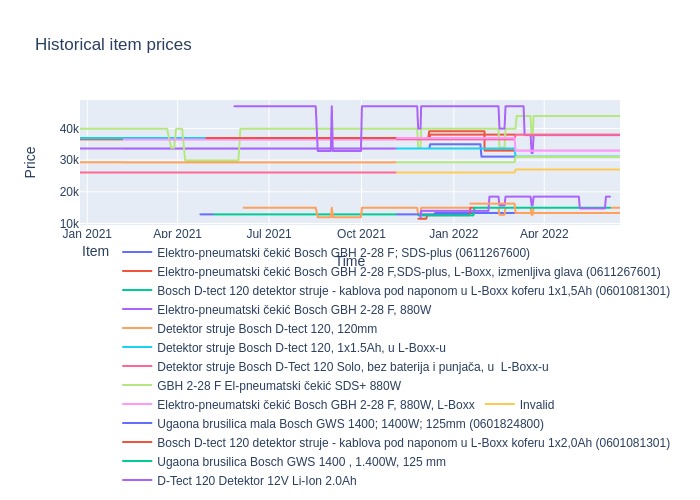 Historical item prices
Price
40k
30k
20k
10k
Jan 2021 Apr 2021 Jul 2021 Oct 2021 Jan 2022 Apr 2022
Time
Item
Elektro-pneumatski čekić Bosch GBH 2-28 F; SDS-plus (0611267600)
Elektro-pneumatski čekić Bosch GBH 2-28 F,SDS-plus, L-Boxx, izmenljiva glava (0611267601)
Bosch D-tect 120 detektor struje - kablova pod naponom u L-Boxx koferu 1x1,5Ah (0601081301)
Elektro-pneumatski čekić Bosch GBH 2-28 F, 880W
Detektor struje Bosch D-tect 120, 120mm
Detektor struje Bosch D-tect 120, 1x1.5Ah, u L-Boxx-u
Detektor struje Bosch D-Tect 120 Solo, bez baterija i punjača, u L-Boxx-u
GBH 2-28 F El-pneumatski čekić SDS+ 880W
Elektro-pneumatski čekić Bosch GBH 2-28 F, 880W, L-Boxx Invalid
Ugaona brusilica mala Bosch GWS 1400; 1400W; 125mm (0601824800)
Bosch D-tect 120 detektor struje - kablova pod naponom u L-Boxx koferu 1x2,0Ah (0601081301)
Ugaona brusilica Bosch GWS 1400 , 1.400W, 125 mm
D-Tect 120 Detektor 12V Li-Ion 2.0Ah